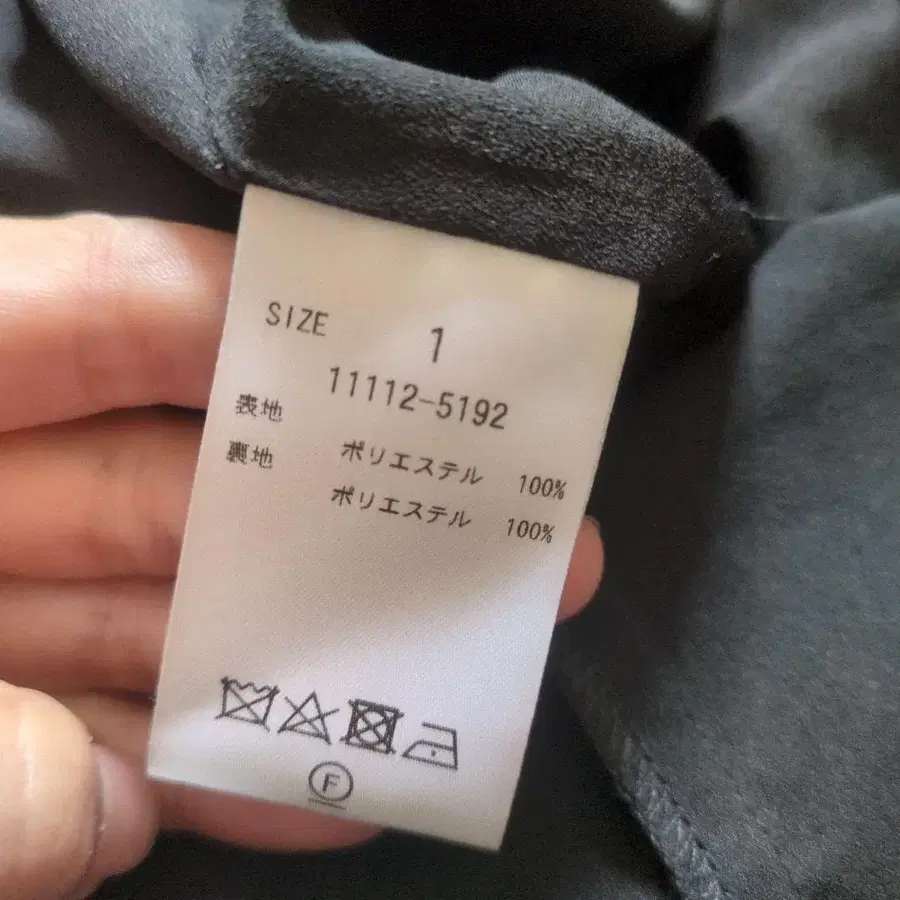 SIZE 1
11112-5192
表地 ポリエステル 100%
裏地 ポリエステル 100%
F